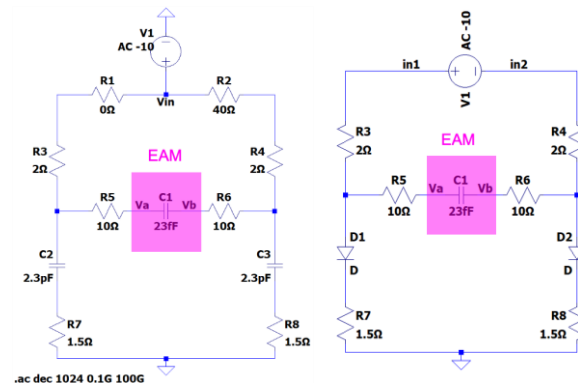 V1
AC -10
R1
0Ω
Vin
R2
40Ω
R3
2Ω
R4
2Ω
EAM
R5
10Ω
Va
C1
Vb
23fF
R6
10Ω
C2
2.3pF
C3
2.3pF
R7
1.5Ω
R8
1.5Ω
.ac dec 1024 0.1G 100G
AC -10
in1
in2
V1
R3
2Ω
R4
2Ω
EAM
R5
10Ω
Va
C1
Vb
23fF
R6
10Ω
D1
D
D2
D
R7
1.5Ω
R8
1.5Ω